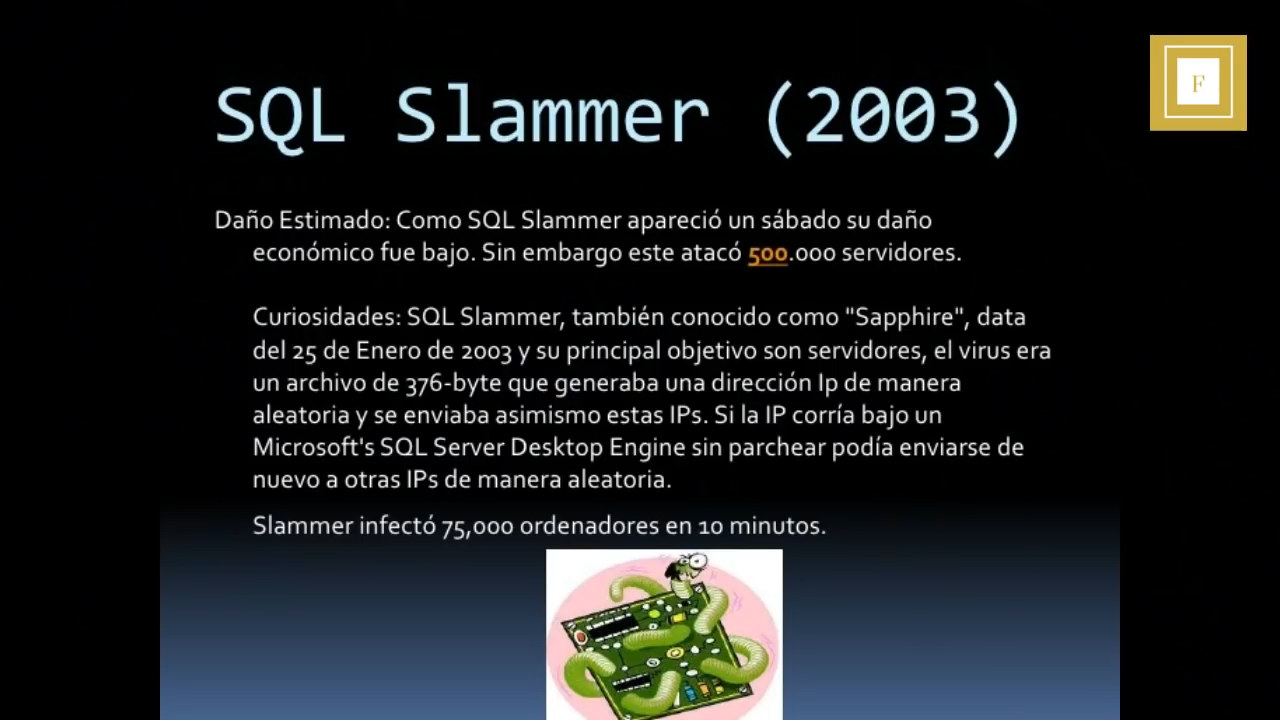 SQL Slammer (2003)
F
Daño Estimado: Como SQL Slammer apareció un sábado su daño
económico fue bajo. Sin embargo este atacó 500.000 servidores.
Curiosidades: SQL Slammer, también conocido como "Sapphire", data
del 25 de Enero de 2003 y su principal objetivo son servidores, el virus era
un archivo de 376-byte que generaba una dirección Ip de manera
aleatoria y se enviaba asimismo estas IPs. Si la IP corría bajo un
Microsoft's SQL Server Desktop Engine sin parchear podía enviarse de
nuevo a otras IPs de manera aleatoria.
Slammer infectó 75,000 ordenadores en 10 minutos.